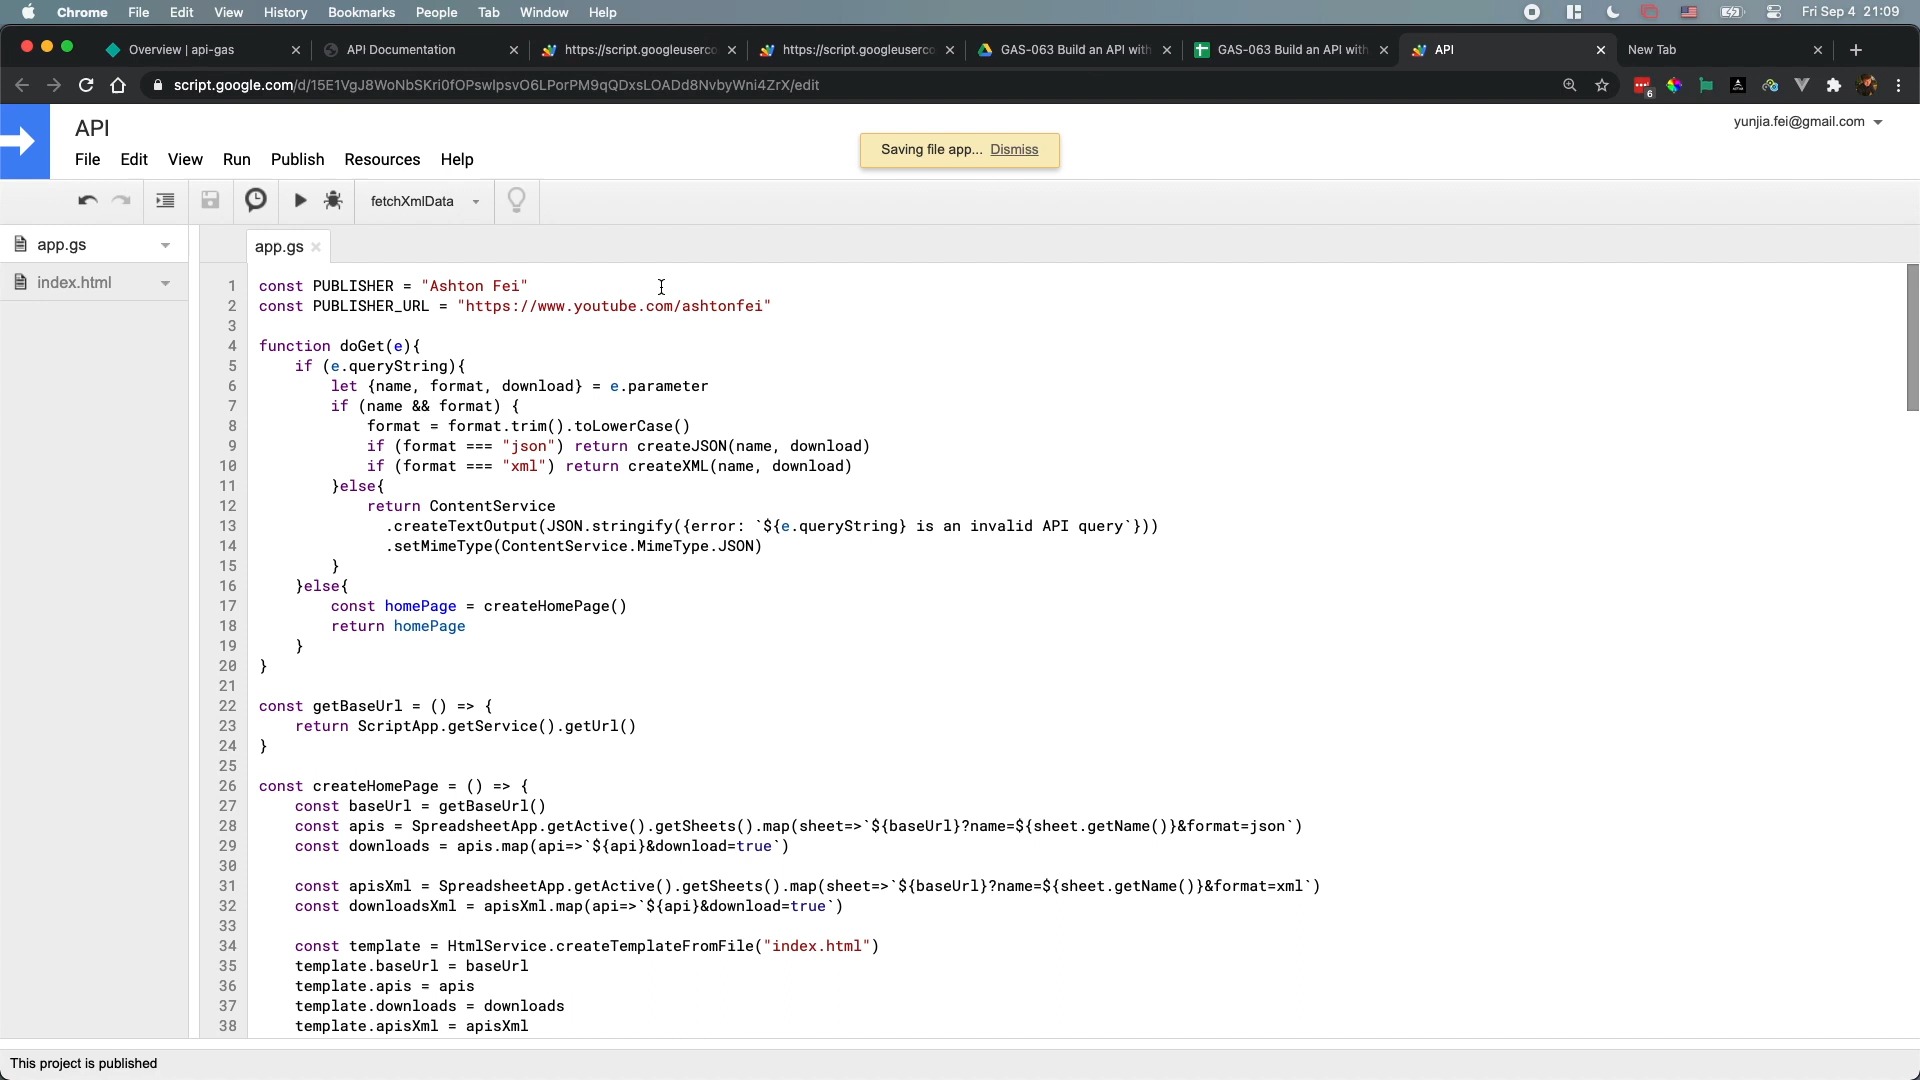 Chrome File Edit View History Bookmarks People Tab Window Help Fri Sep 4 21:09
Overview | api-gas API Documentation https://script.googleuserco https://script.googleuserco GAS-063 Build an API with GAS-063 Build an API with API New Tab
script.google.com/d/15E1VgJ8WoNbSKri0fOPswIpsvO6LPorPM9qQDxsLOADd8NvbyWni4ZrX/edit
6
API
yunjia.fei@gmail.com
File Edit View Run Publish Resources Help
Saving file app... Dismiss
fetchXmlData
app.gs
index.html
app.gs
1 const PUBLISHER = "Ashton Fei"
2 const PUBLISHER_URL = "https://www.youtube.com/ashtonfei"
3
4 function doGet(e){
5 if (e.queryString){
6 let {name, format, download} = e.parameter
7 if (name && format) {
8 format = format.trim().toLowerCase()
9 if (format === "json") return createJSON(name, download)
10 if (format === "xml") return createXML(name, download)
11 }else{
12 return ContentService
13 .createTextOutput(JSON.stringify({error: `${e.queryString} is an invalid API query`}))
14 .setMimeType(ContentService.MimeType.JSON)
15 }
16 }else{
17 const homePage = createHomePage()
18 return homePage
19 }
20 }
21
22 const getBaseUrl = () => {
23 return ScriptApp.getService().getUrl()
24 }
25
26 const createHomePage = () => {
27 const baseUrl = getBaseUrl()
28 const apis = SpreadsheetApp.getActive().getSheets().map(sheet=>`${baseUrl}?name=${sheet.getName()}&format=json`)
29 const downloads = apis.map(api=>`${api}&download=true`)
30
31 const apisXml = SpreadsheetApp.getActive().getSheets().map(sheet=>`${baseUrl}?name=${sheet.getName()}&format=xml`)
32 const downloadsXml = apisXml.map(api=>`${api}&download=true`)
33
34 const template = HtmlService.createTemplateFromFile("index.html")
35 template.baseUrl = baseUrl
36 template.apis = apis
37 template.downloads = downloads
38 template.apisXml = apisXml
This project is published